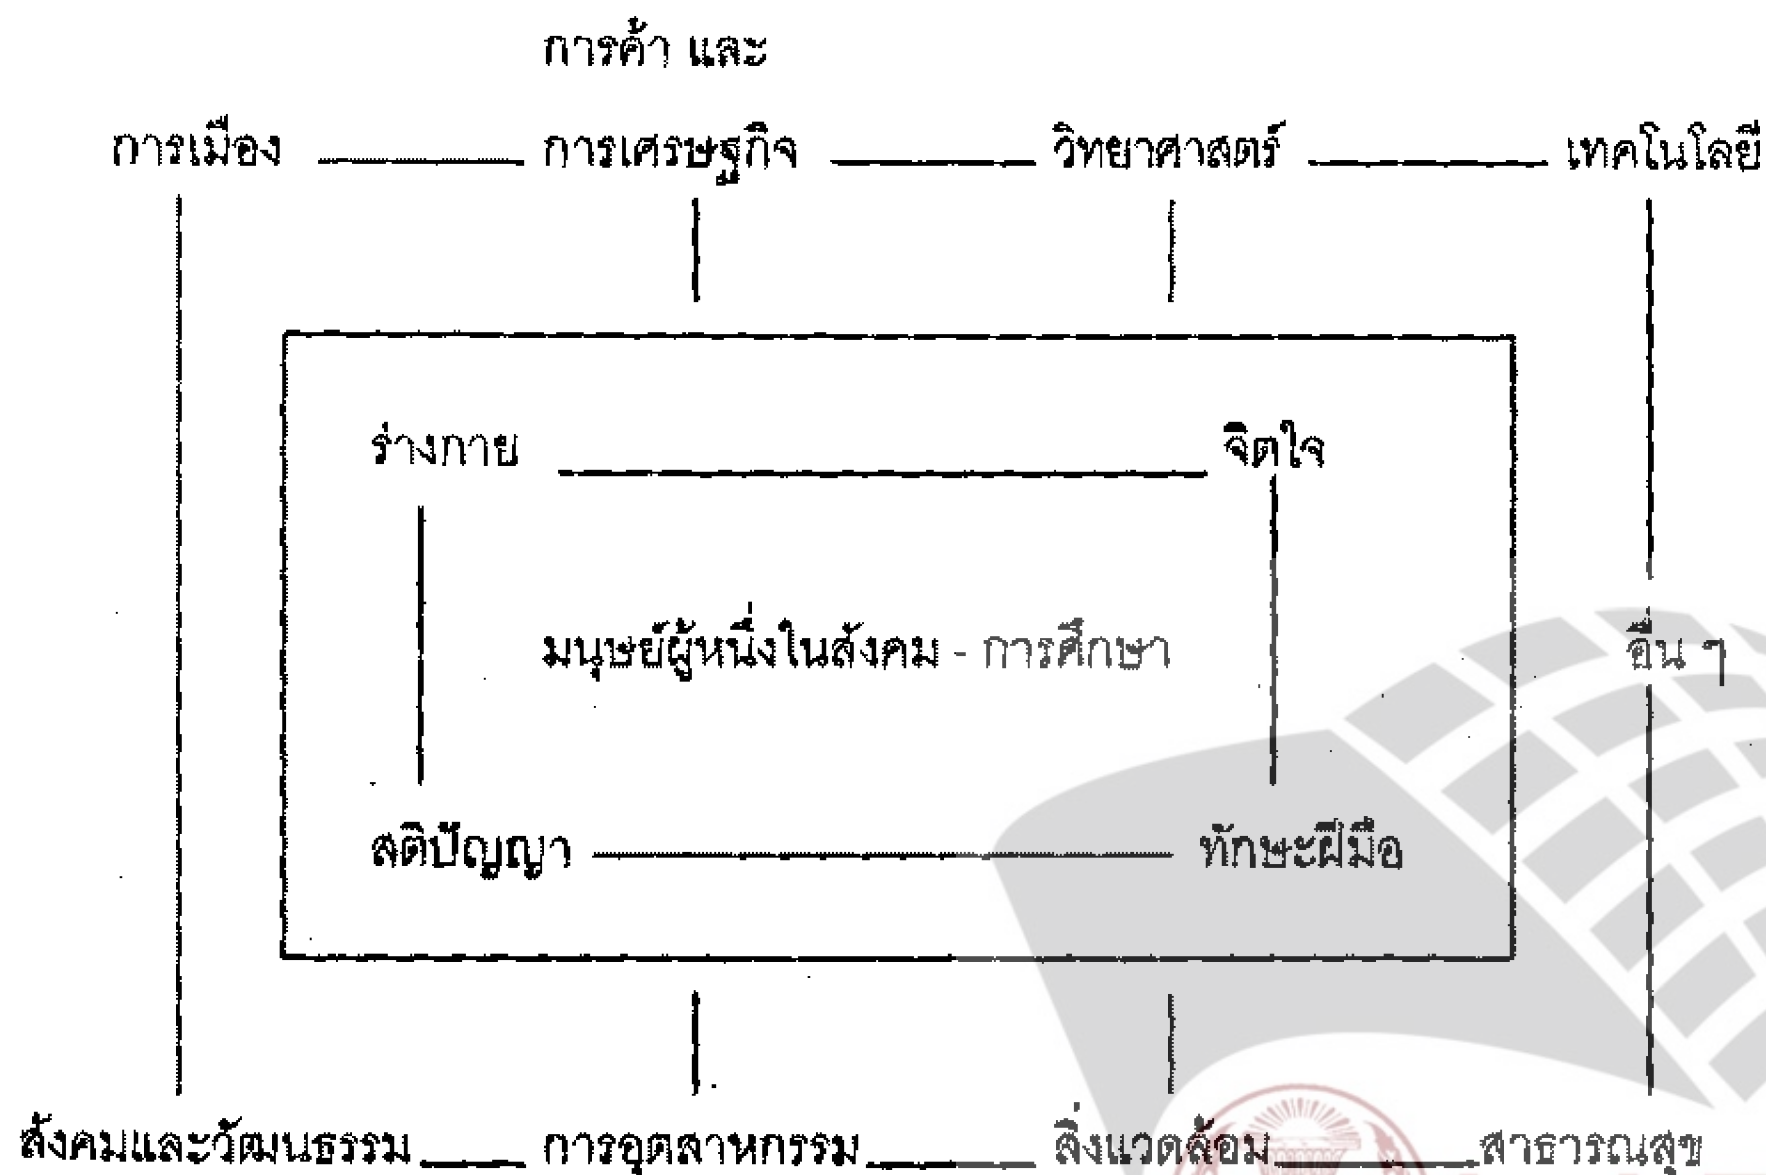 การค้า และ
การเมือง การเศรษฐกิจ วิทยาศาสตร์ เทคโนโลยี
ร่างกาย จิตใจ
มนุษย์ผู้หนึ่งในสังคม - การศึกษา
อื่น ๆ
สติปัญญา ทักษะฝีมือ
สังคมและวัฒนธรรม การอุตสาหกรรม สิ่งแวดล้อม สาธารณสุข